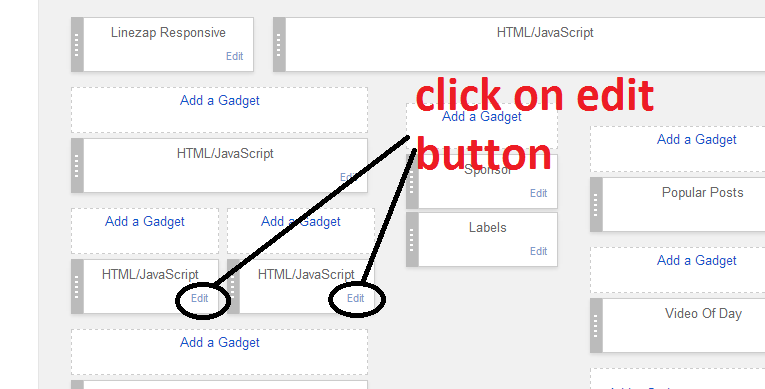 Linezap Responsive
Edit
HTML/JavaScript
click on edit
button
Add a Gadget
HTML/JavaScript
Edit
Add a Gadget
Sponsor
Edit
Labels
Edit
Add a Gadget
Popular Posts
Add a Gadget
Video Of Day
Add a Gadget
HTML/JavaScript
Edit
Add a Gadget
HTML/JavaScript
Edit
Add a Gadget
Add a Gadget